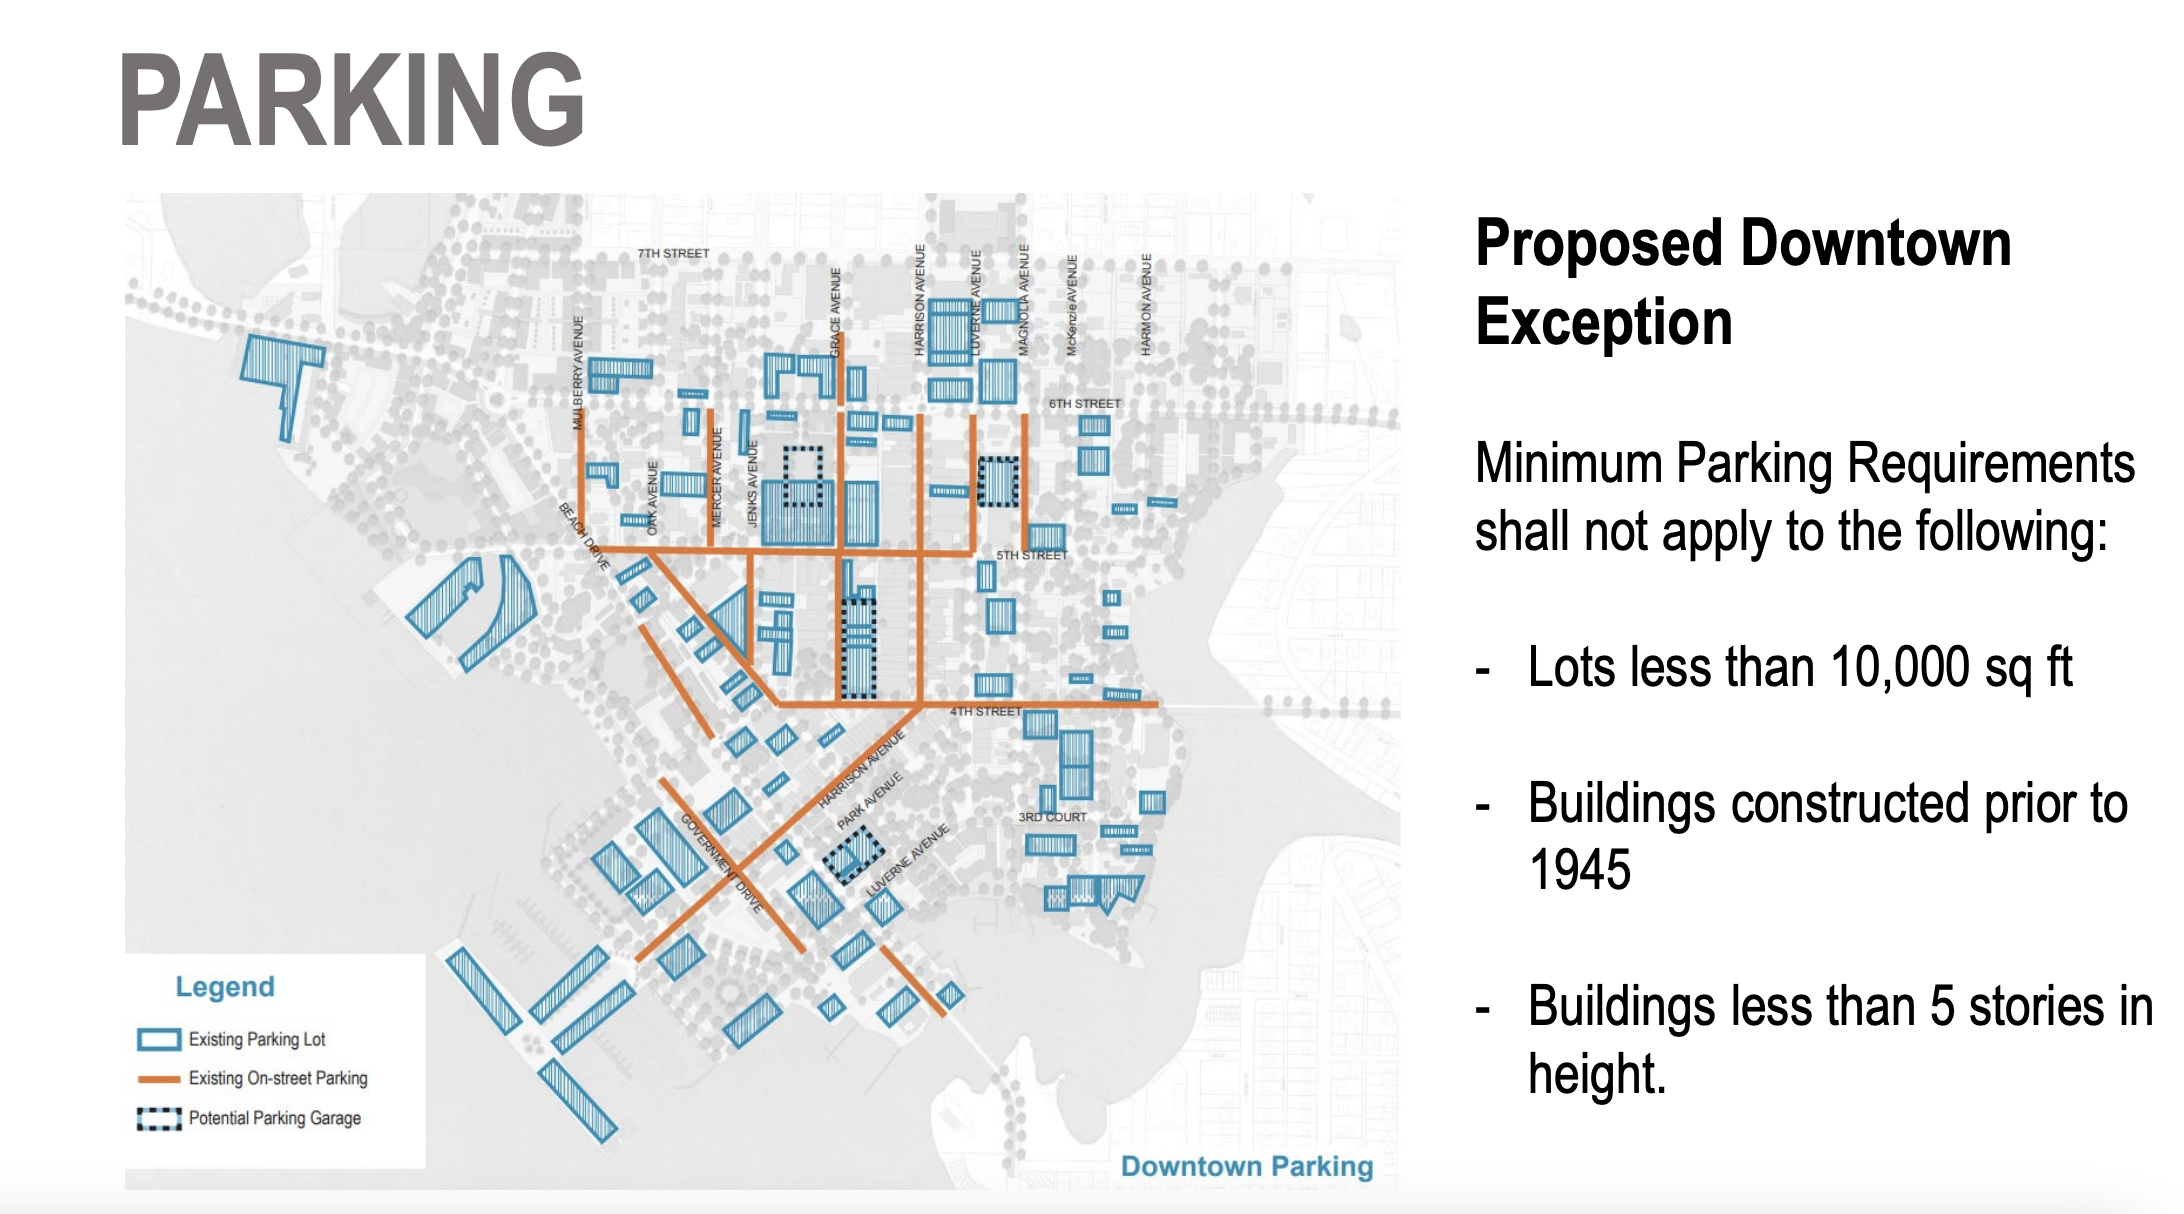 PARKING
7TH STREET
MULBERRY AVENUE
GRACE AVENUE
HARRISON AVENUE
LUVERNE AVENUE
MAGNOLIA AVENUE
McKenzie AVENUE
HARMON AVENUE
6TH STREET
BEACH DRIVE
OAK AVENUE
MERCER AVENUE
JENKS AVENUE
5TH STREET
4TH STREET
HARRISON AVENUE
PARK AVENUE
LUVERNE AVENUE
GOVERNMENT DRIVE
3RD COURT
Legend
Existing Parking Lot
Existing On-street Parking
Potential Parking Garage
Downtown Parking
Proposed Downtown
Exception
Minimum Parking Requirements
shall not apply to the following:
- Lots less than 10,000 sq ft
- Buildings constructed prior to
1945
- Buildings less than 5 stories in
height.